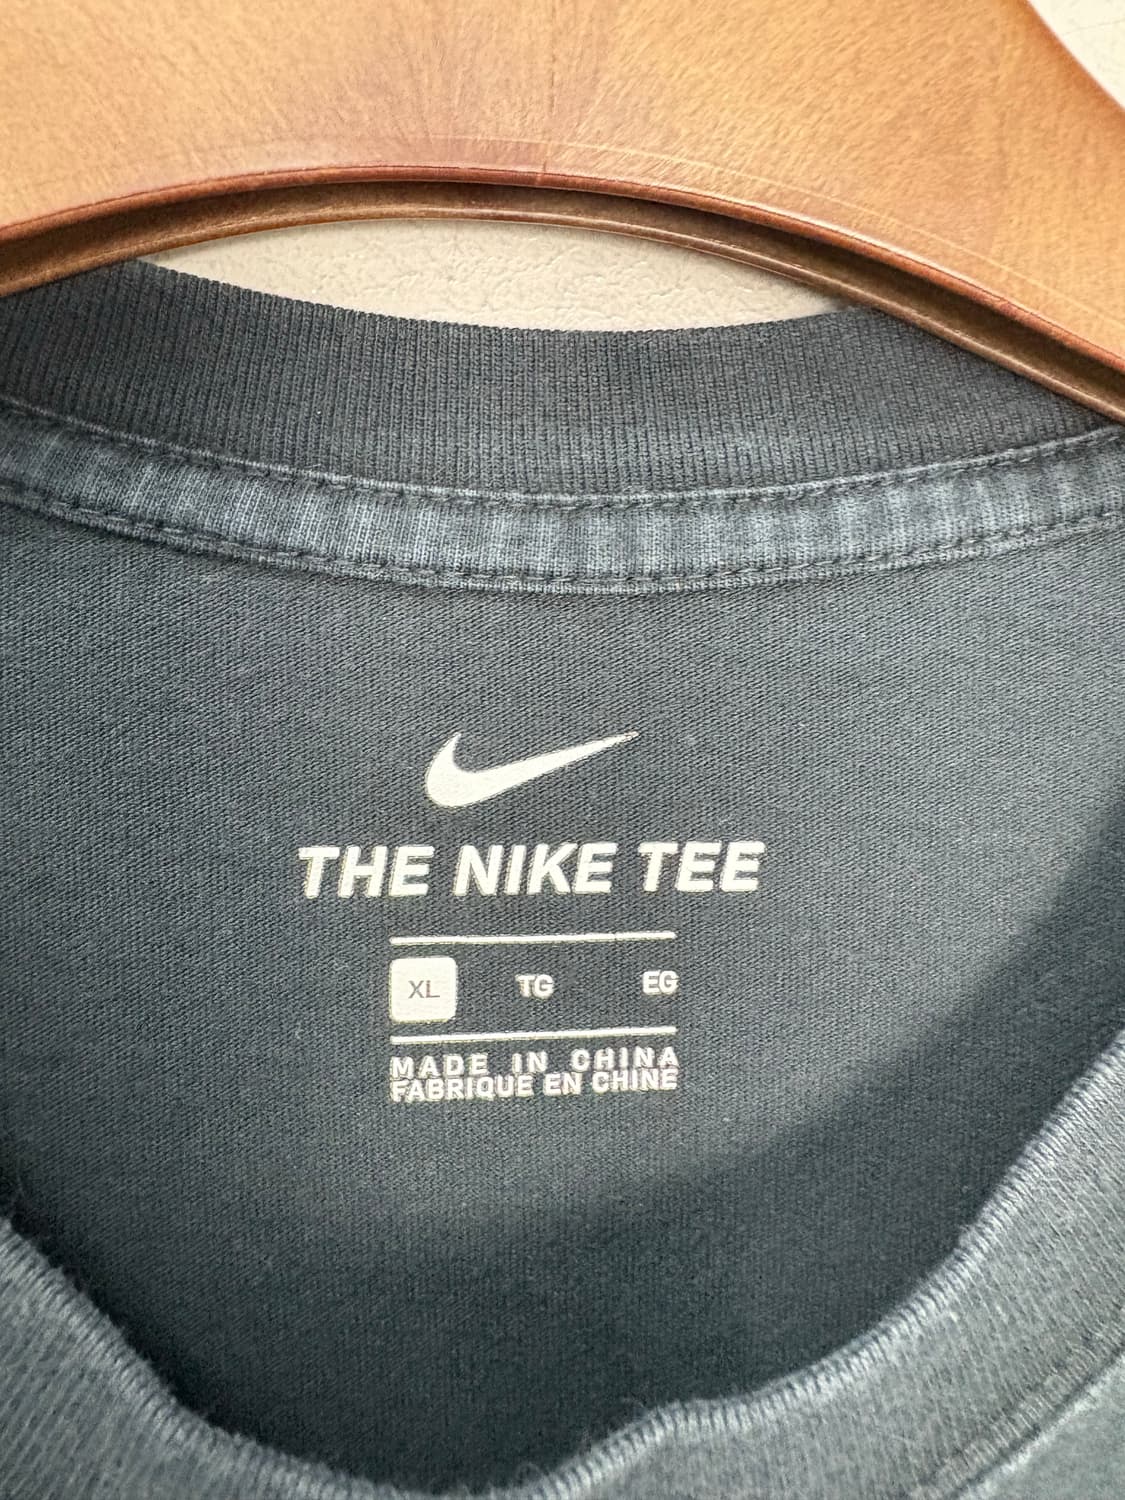 THE NIKE TEE
XL TG EG
MADE IN CHINA
FABRIQUE EN CHINE